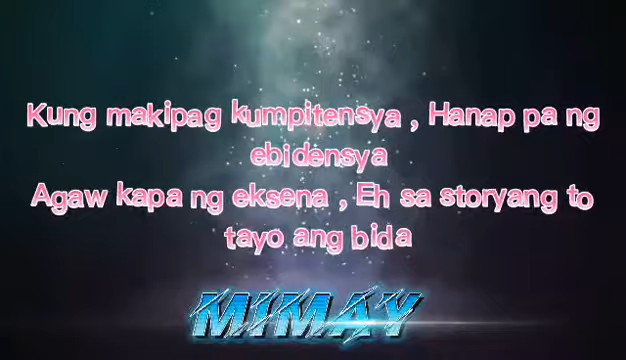 Kung makipag kumpitensya , Hanap pa ng
ebidensya
Agaw kapa ng eksena , Eh sa storyang to
tayo ang bida
MIMAY